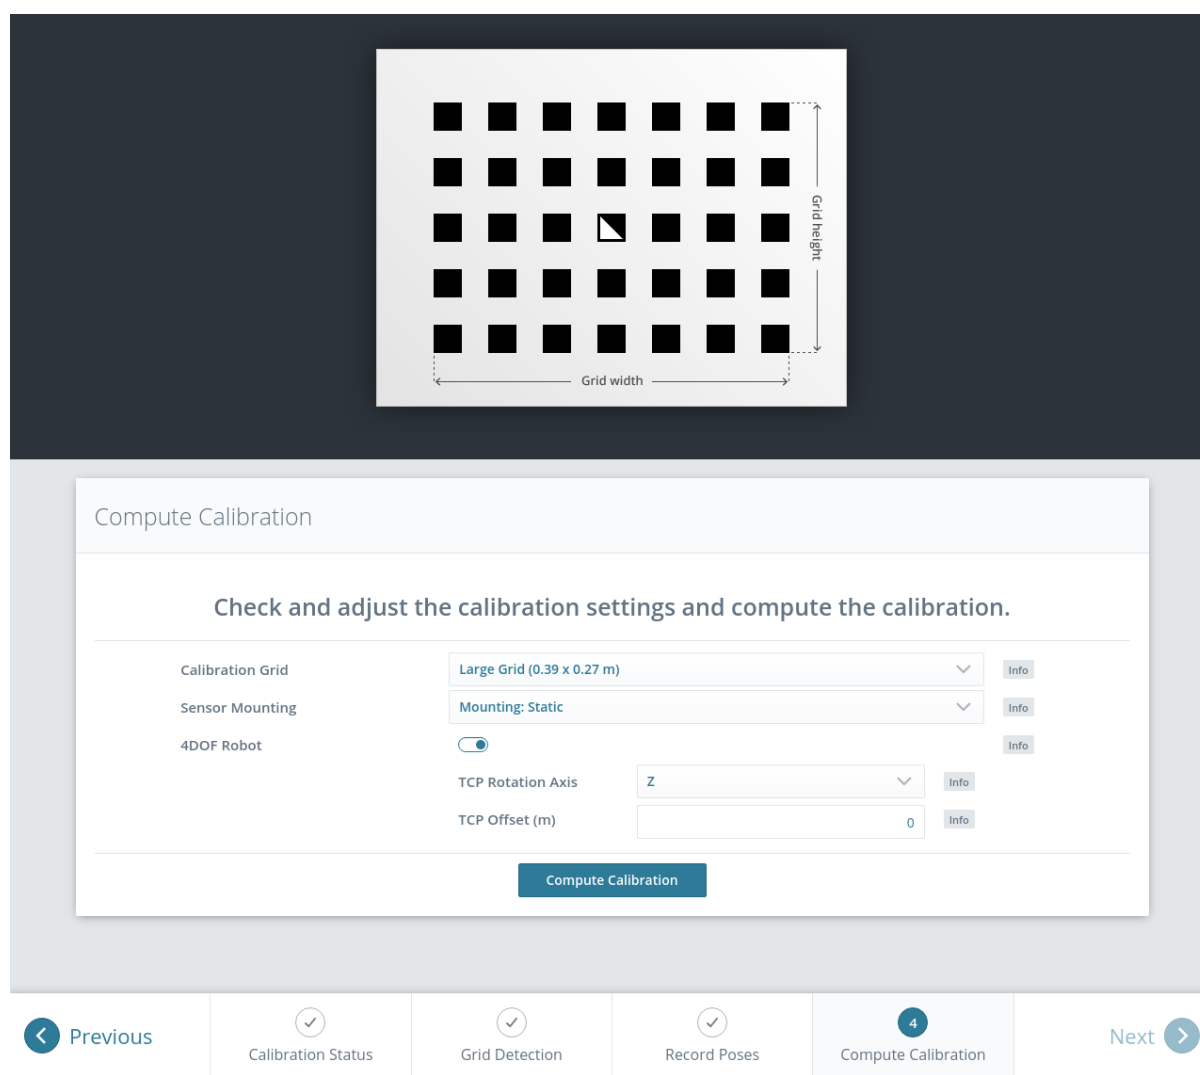 Grid height
Grid width
Compute Calibration
Check and adjust the calibration settings and compute the calibration.
Calibration Grid Large Grid (0.39 x 0.27 m) Info
Sensor Mounting Mounting: Static Info
4DOF Robot Info
TCP Rotation Axis Z Info
TCP Offset (m) 0 Info
Compute Calibration
Previous
Calibration Status
Grid Detection
Record Poses
4
Compute Calibration
Next